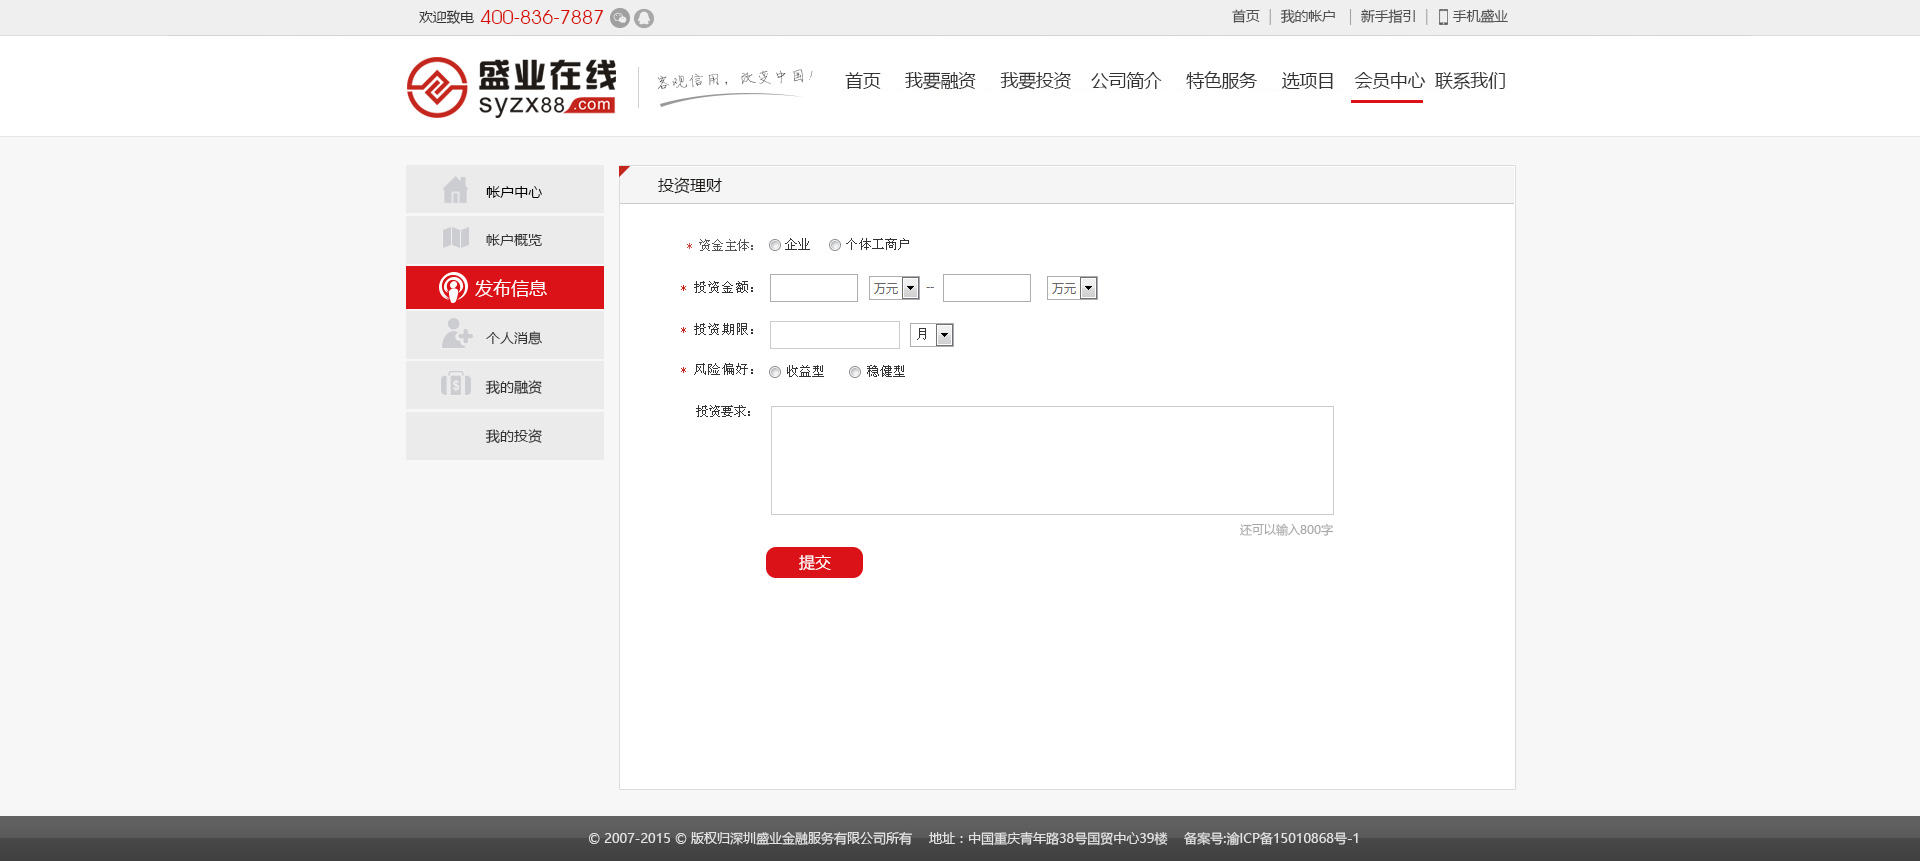 欢迎致电 400-836-7887
首页 | 我的帐户 | 新手指引 | 手机盛业
盛业在线
syzx88.com
客观信用，改变中国！
首页 我要融资 我要投资 公司简介 特色服务 选项目 会员中心 联系我们
帐户中心
帐户概览
发布信息
个人消息
我的融资
我的投资
投资理财
* 资金主体： 企业 个体工商户
* 投资金额： 万元 -- 万元
* 投资期限： 月
* 风险偏好： 收益型 稳健型
投资要求：
还可以输入800字
提交
© 2007-2015 © 版权归深圳盛业金融服务有限公司所有 地址：中国重庆青年路38号国贸中心39楼 备案号:渝ICP备15010868号-1